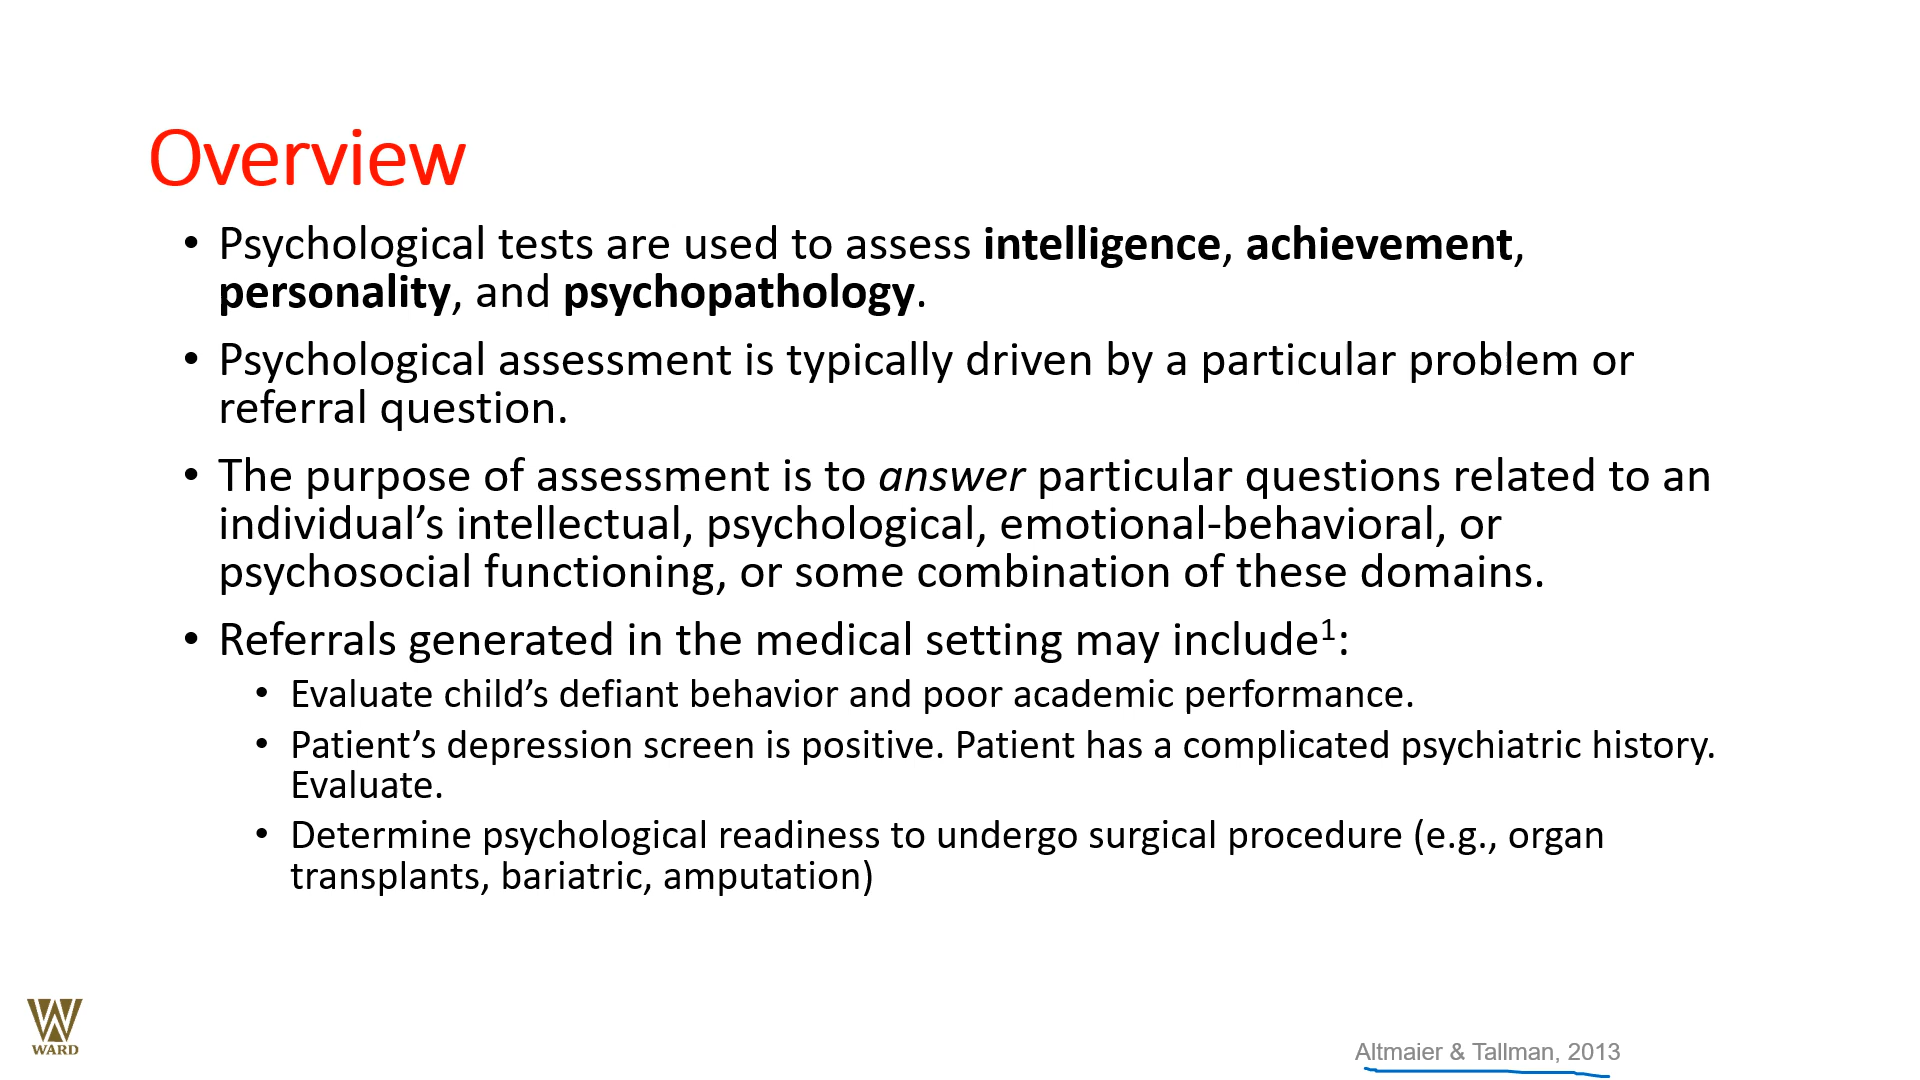 Overview
• Psychological tests are used to assess intelligence, achievement,
personality, and psychopathology.
• Psychological assessment is typically driven by a particular problem or
referral question.
• The purpose of assessment is to answer particular questions related to an
individual’s intellectual, psychological, emotional-behavioral, or
psychosocial functioning, or some combination of these domains.
• Referrals generated in the medical setting may include¹:
• Evaluate child’s defiant behavior and poor academic performance.
• Patient’s depression screen is positive. Patient has a complicated psychiatric history.
Evaluate.
• Determine psychological readiness to undergo surgical procedure (e.g., organ
transplants, bariatric, amputation)
W
WARD
Altmaier & Tallman, 2013